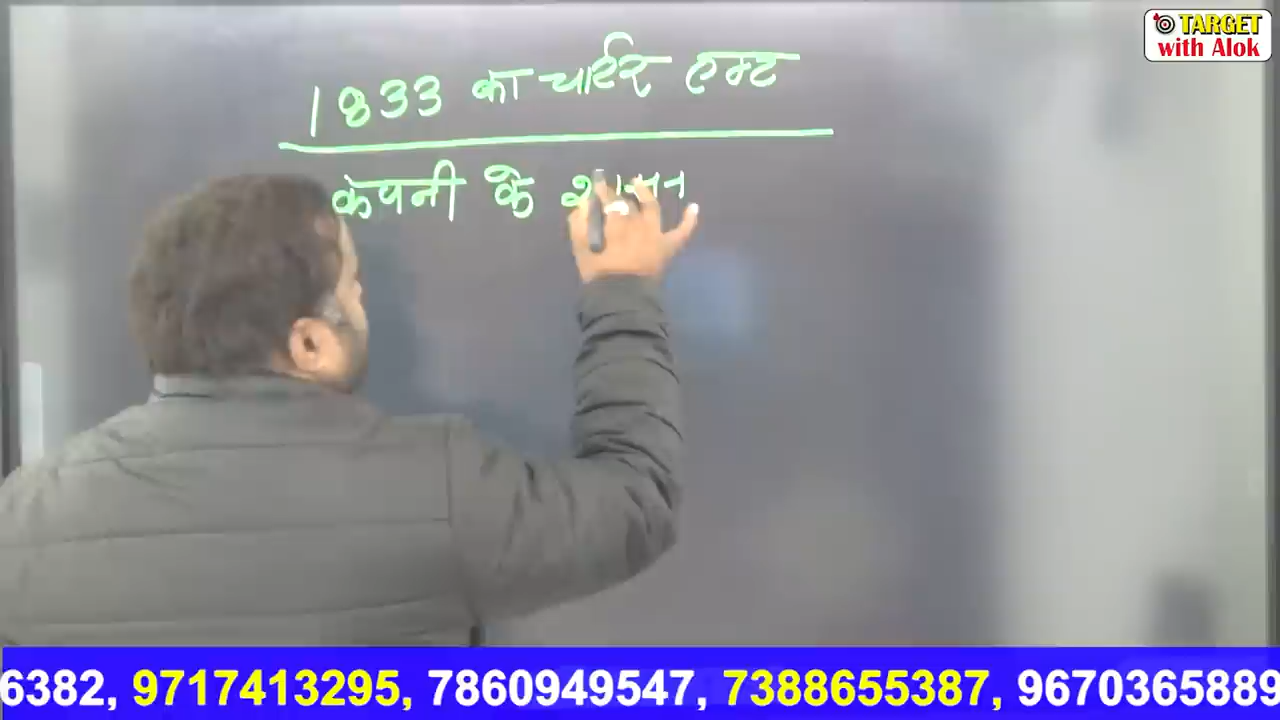 TARGET
with Alok
1833 का चार्टर एक्ट
कंपनी के
6382, 9717413295, 7860949547, 7388655387, 9670365889